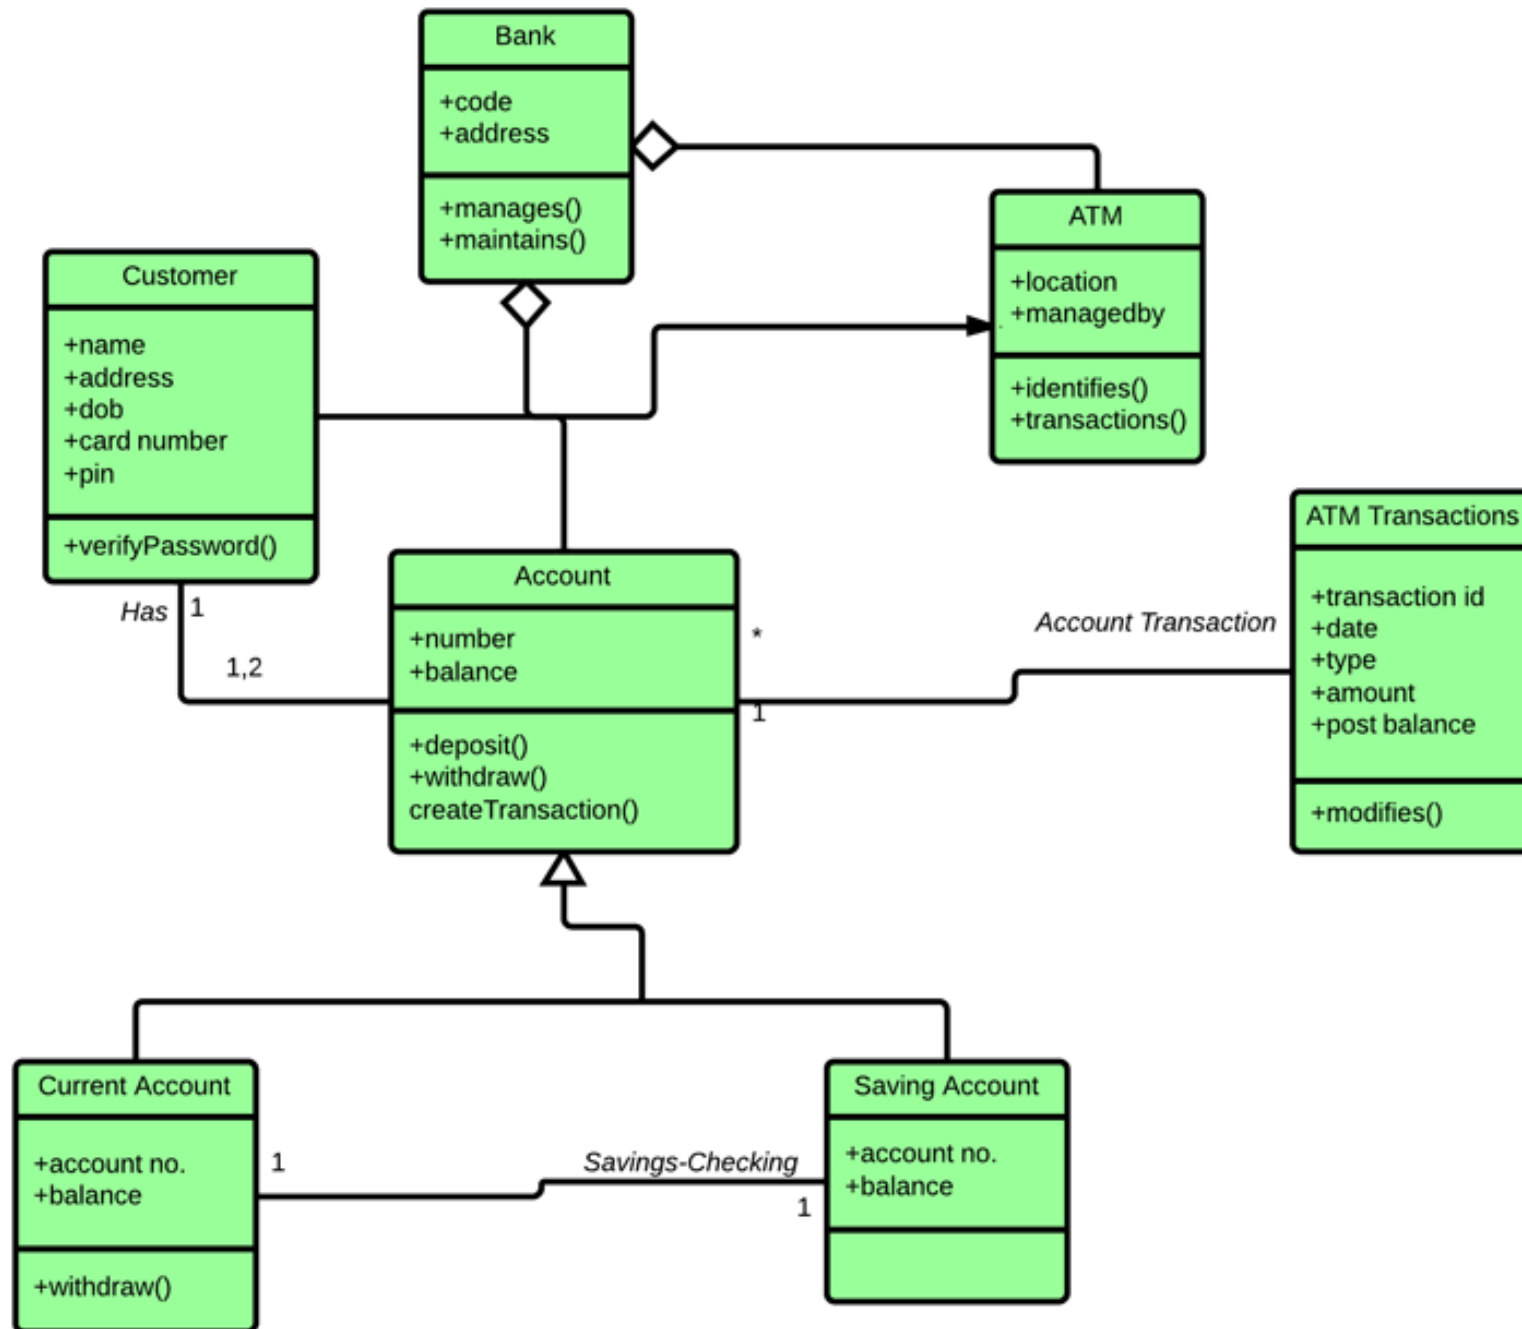 Bank
+code
+address
+manages()
+maintains()
ATM
+location
+managedby
+identifies()
+transactions()
Customer
+name
+address
+dob
+card number
+pin
+verifyPassword()
Has
1
1,2
Account
+number
+balance
+deposit()
+withdraw()
createTransaction()
*
1
Account Transaction
ATM Transactions
+transaction id
+date
+type
+amount
+post balance
+modifies()
Current Account
+account no.
+balance
+withdraw()
1
Savings-Checking
1
Saving Account
+account no.
+balance